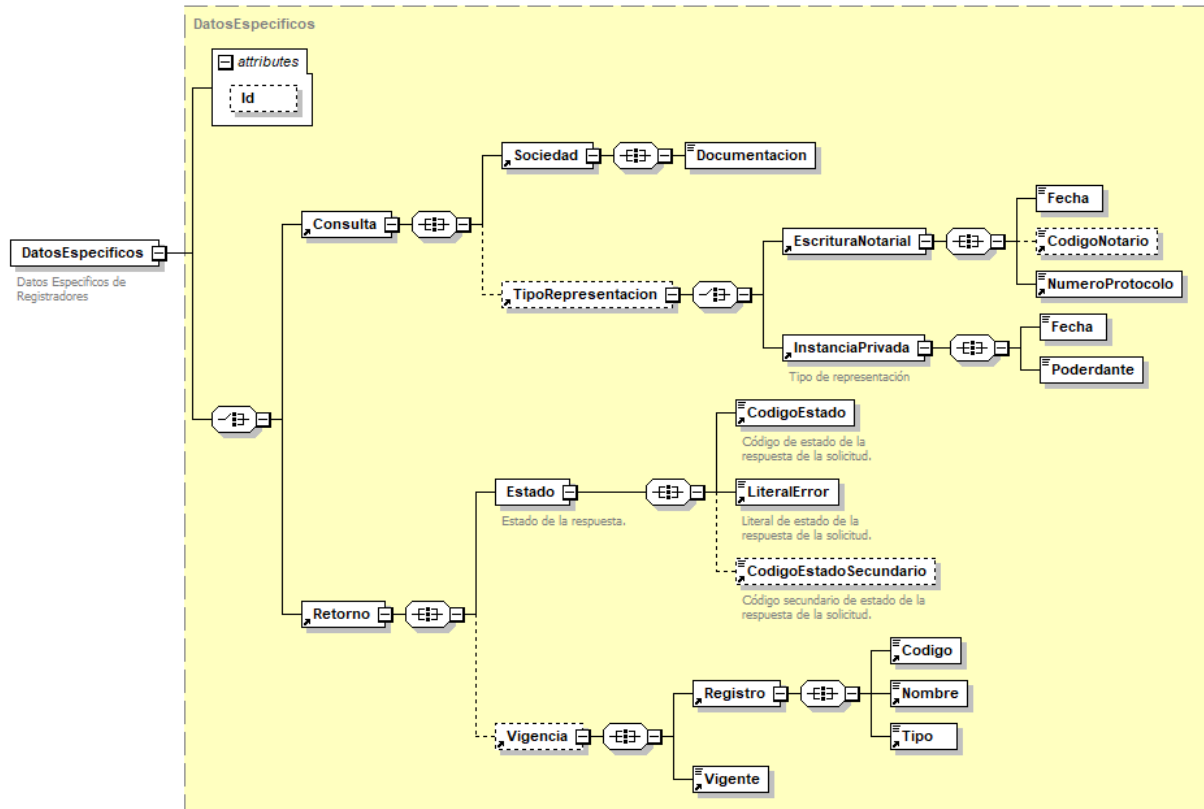 DatosEspecificos
attributes
Id
Sociedad
Documentacion
Fecha
Consulta
EscrituraNotarial
CodigoNotario
DatosEspecificos
Datos Especificos de
Registradores
NumeroProtocolo
TipoRepresentacion
Fecha
InstanciaPrivada
Tipo de representación
Poderdante
CodigoEstado
Código de estado de la
respuesta de la solicitud.
Estado
Estado de la respuesta.
LiteralError
Literal de estado de la
respuesta de la solicitud.
CodigoEstadoSecundario
Código secundario de estado de la
respuesta de la solicitud.
Retorno
Codigo
Registro
Nombre
Vigencia
Tipo
Vigente